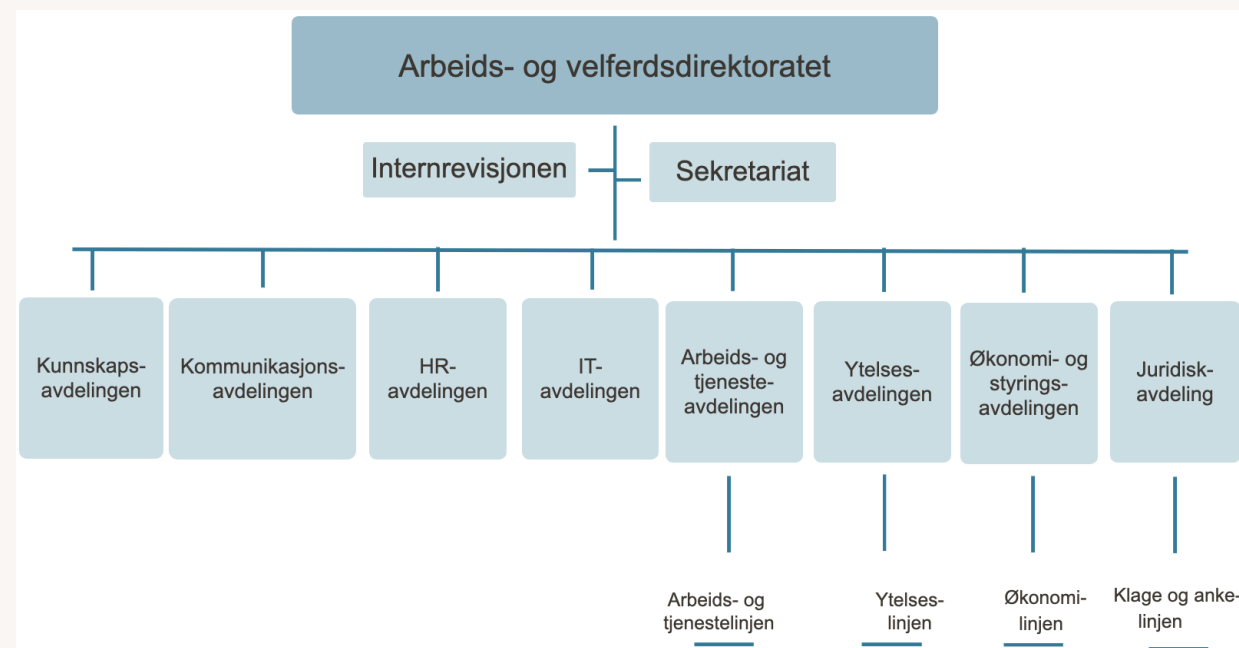 Arbeids- og velferdsdirektoratet
Internrevisjonen
Sekretariat
Kunnskaps-
avdelingen
Kommunikasjons-
avdelingen
HR-
avdelingen
IT-
avdelingen
Arbeids- og
tjeneste-
avdelingen
Ytelses-
avdelingen
Økonomi- og
styrings-
avdelingen
Juridisk-
avdeling
Arbeids- og
tjenestelinjen
Ytelses-
linjen
Økonomi-
linjen
Klage og anke-
linjen